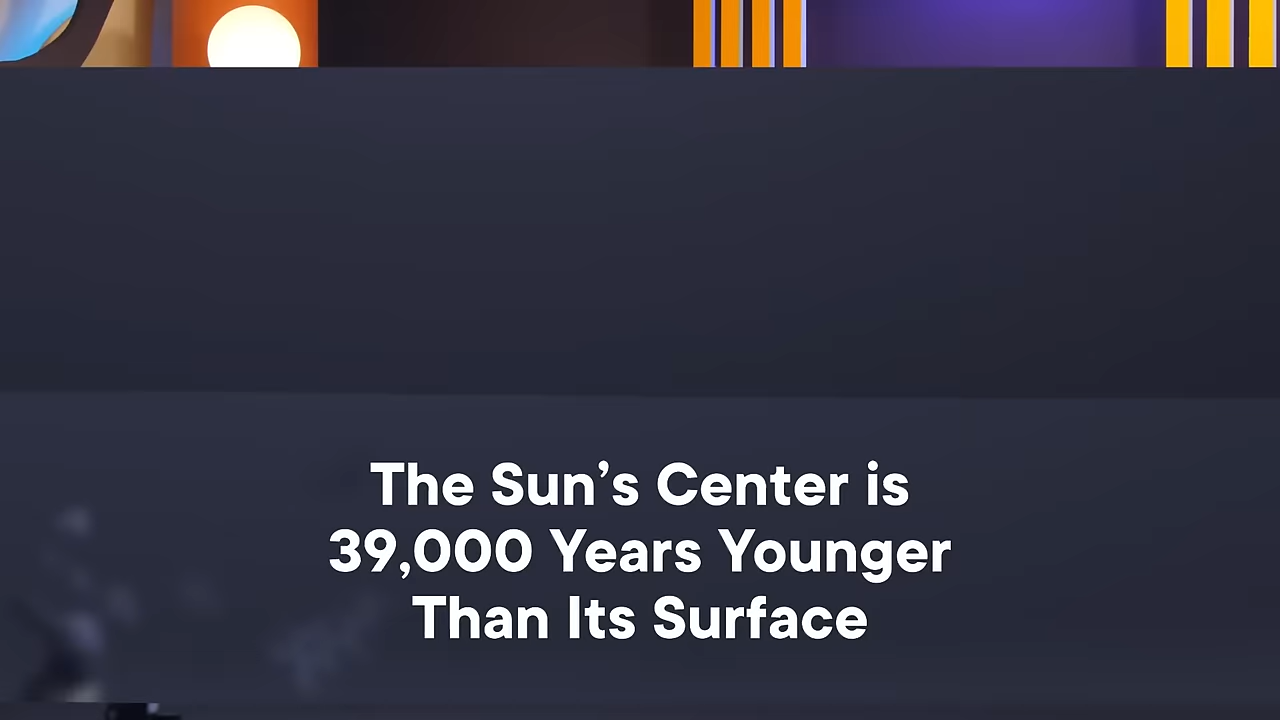 The Sun’s Center is
39,000 Years Younger
Than Its Surface